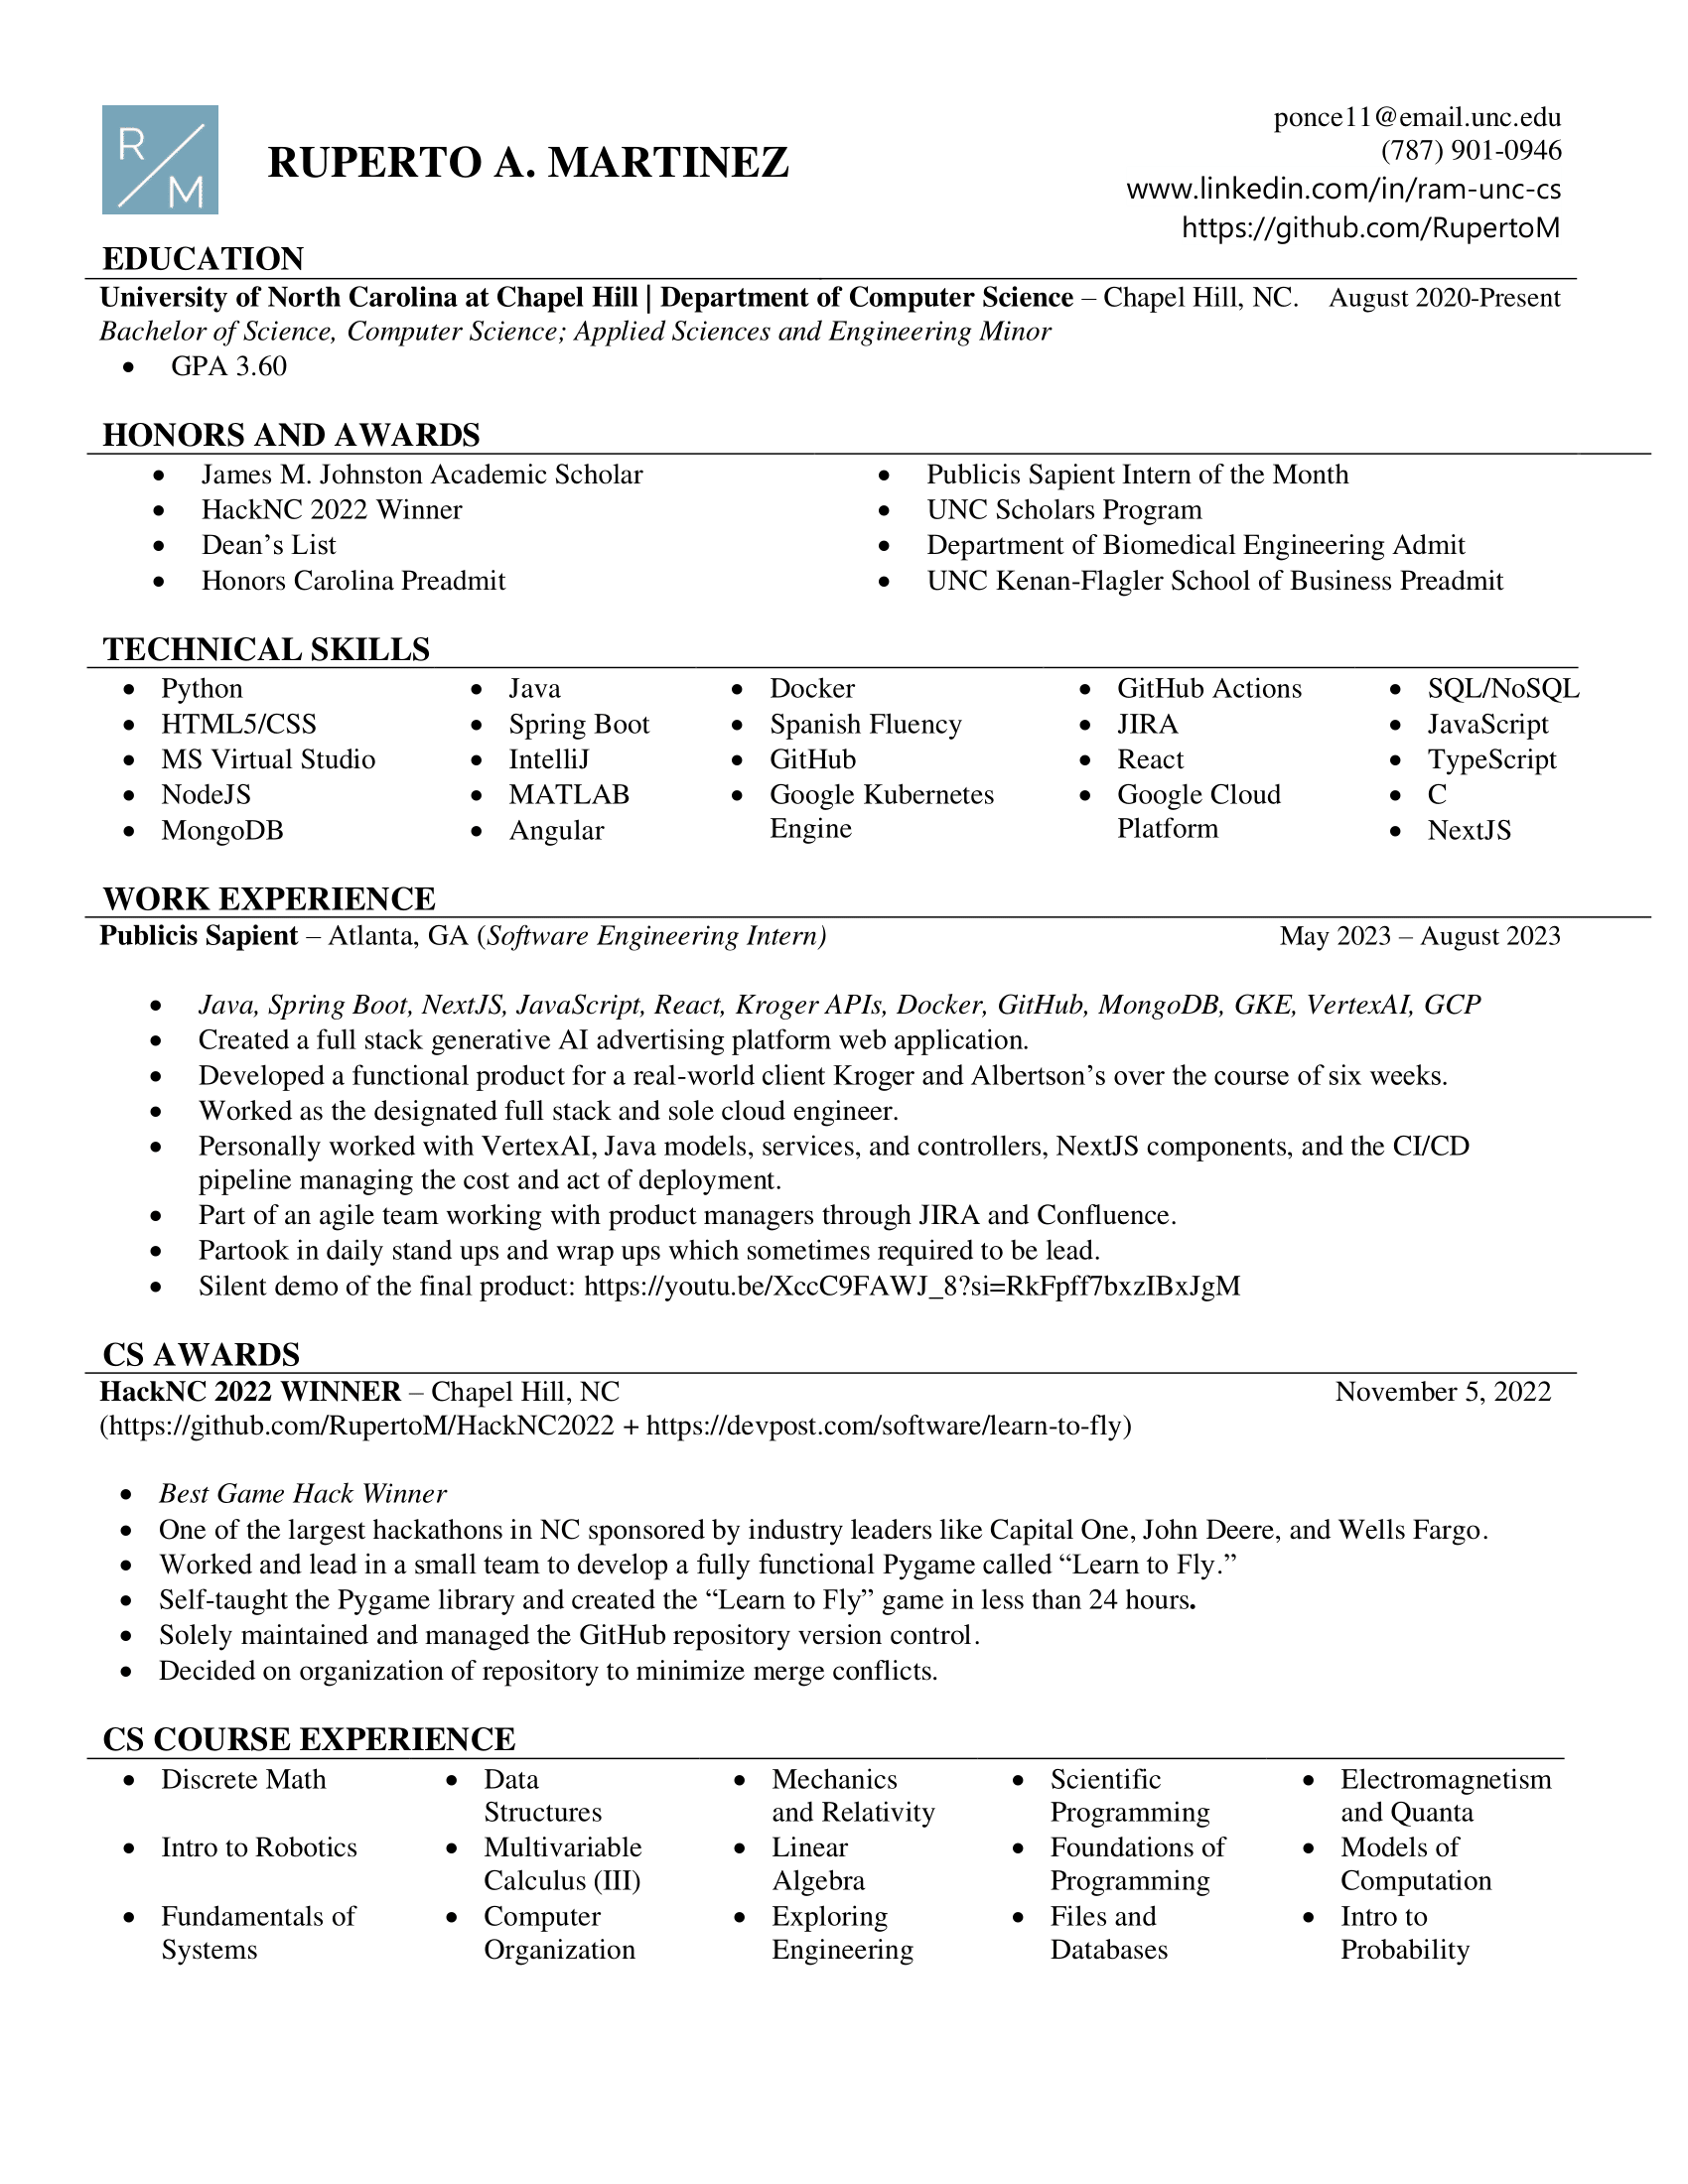 R
M
RUPERTO A. MARTINEZ
ponce11@email.unc.edu
(787) 901-0946
www.linkedin.com/in/ram-unc-cs
https://github.com/RupertoM
EDUCATION
University of North Carolina at Chapel Hill | Department of Computer Science – Chapel Hill, NC. August 2020-Present
Bachelor of Science, Computer Science; Applied Sciences and Engineering Minor
• GPA 3.60
HONORS AND AWARDS
• James M. Johnston Academic Scholar
• HackNC 2022 Winner
• Dean’s List
• Honors Carolina Preadmit
• Publicis Sapient Intern of the Month
• UNC Scholars Program
• Department of Biomedical Engineering Admit
• UNC Kenan-Flagler School of Business Preadmit
TECHNICAL SKILLS
• Python
• HTML5/CSS
• MS Virtual Studio
• NodeJS
• MongoDB
• Java
• Spring Boot
• IntelliJ
• MATLAB
• Angular
• Docker
• Spanish Fluency
• GitHub
• Google Kubernetes
Engine
• GitHub Actions
• JIRA
• React
• Google Cloud
Platform
• SQL/NoSQL
• JavaScript
• TypeScript
• C
• NextJS
WORK EXPERIENCE
Publicis Sapient – Atlanta, GA (Software Engineering Intern) May 2023 – August 2023
• Java, Spring Boot, NextJS, JavaScript, React, Kroger APIs, Docker, GitHub, MongoDB, GKE, VertexAI, GCP
• Created a full stack generative AI advertising platform web application.
• Developed a functional product for a real-world client Kroger and Albertson’s over the course of six weeks.
• Worked as the designated full stack and sole cloud engineer.
• Personally worked with VertexAI, Java models, services, and controllers, NextJS components, and the CI/CD
pipeline managing the cost and act of deployment.
• Part of an agile team working with product managers through JIRA and Confluence.
• Partook in daily stand ups and wrap ups which sometimes required to be lead.
• Silent demo of the final product: https://youtu.be/XccC9FAWJ_8?si=RkFpff7bxzIBxJgM
CS AWARDS
HackNC 2022 WINNER – Chapel Hill, NC November 5, 2022
(https://github.com/RupertoM/HackNC2022 + https://devpost.com/software/learn-to-fly)
• Best Game Hack Winner
• One of the largest hackathons in NC sponsored by industry leaders like Capital One, John Deere, and Wells Fargo.
• Worked and lead in a small team to develop a fully functional Pygame called “Learn to Fly.”
• Self-taught the Pygame library and created the “Learn to Fly” game in less than 24 hours.
• Solely maintained and managed the GitHub repository version control.
• Decided on organization of repository to minimize merge conflicts.
CS COURSE EXPERIENCE
• Discrete Math
• Intro to Robotics
• Fundamentals of
Systems
• Data
Structures
• Multivariable
Calculus (III)
• Computer
Organization
• Mechanics
and Relativity
• Linear
Algebra
• Exploring
Engineering
• Scientific
Programming
• Foundations of
Programming
• Files and
Databases
• Electromagnetism
and Quanta
• Models of
Computation
• Intro to
Probability